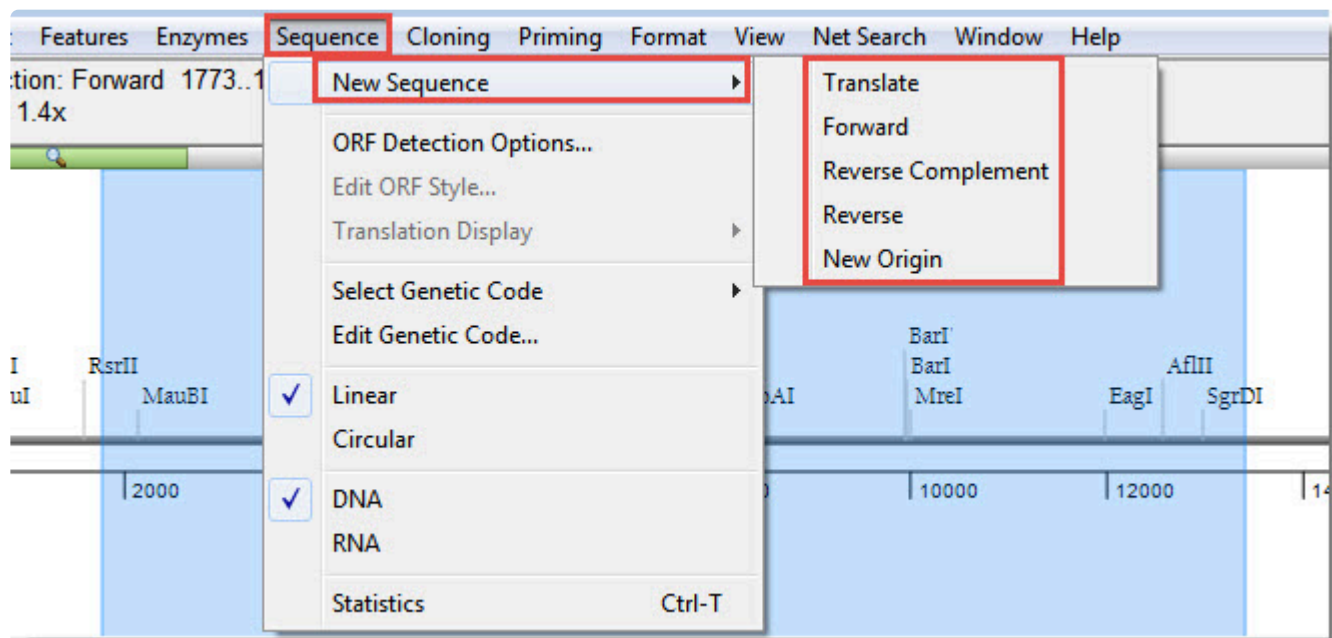 Features Enzymes Sequence Cloning Priming Format View Net Search Window Help
Forward 1773..1
1.4x
New Sequence
ORF Detection Options...
Edit ORF Style...
Translation Display
Select Genetic Code
Edit Genetic Code...
Linear
Circular
DNA
RNA
Statistics Ctrl-T
Translate
Forward
Reverse Complement
Reverse
New Origin
BarI'
RsrII BarI AflII
MauBI MreI EagI SgrDI
2000 10000 12000